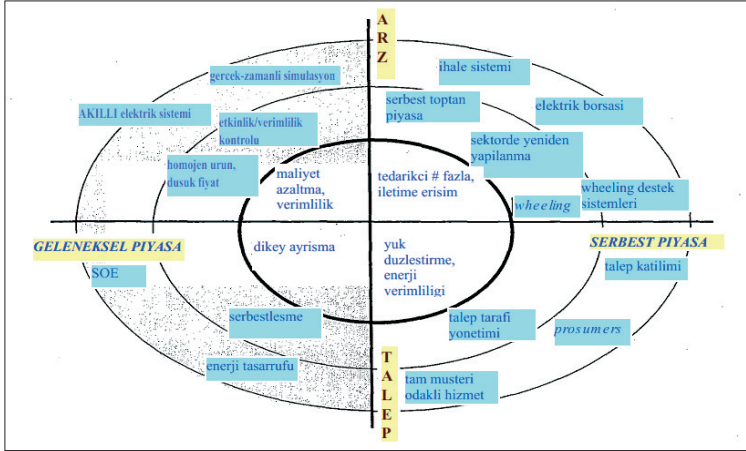 ARZ
gercek-zamanli simulasyon
ihale sistemi
AKILLI elektrik sistemi
serbest toptan
piyasa
elektrik borsasi
etkinlik/verimlilik
kontrolu
sektorde yeniden
yapilanma
homojen urun,
dusuk fiyat
maliyet
azaltma,
verimlilik
tedarikci # fazla,
iletime erisim
wheeling
wheeling destek
sistemleri
GELENEKSEL PIYASA
SERBEST PIYASA
SOE
dikey ayrisma
yuk
duzlestirme,
enerji
verimliligi
talep katilimi
serbestlesme
talep tarafi
yonetimi
prosumers
enerji tasarrufu
TALEP
tam musteri
odakli hizmet